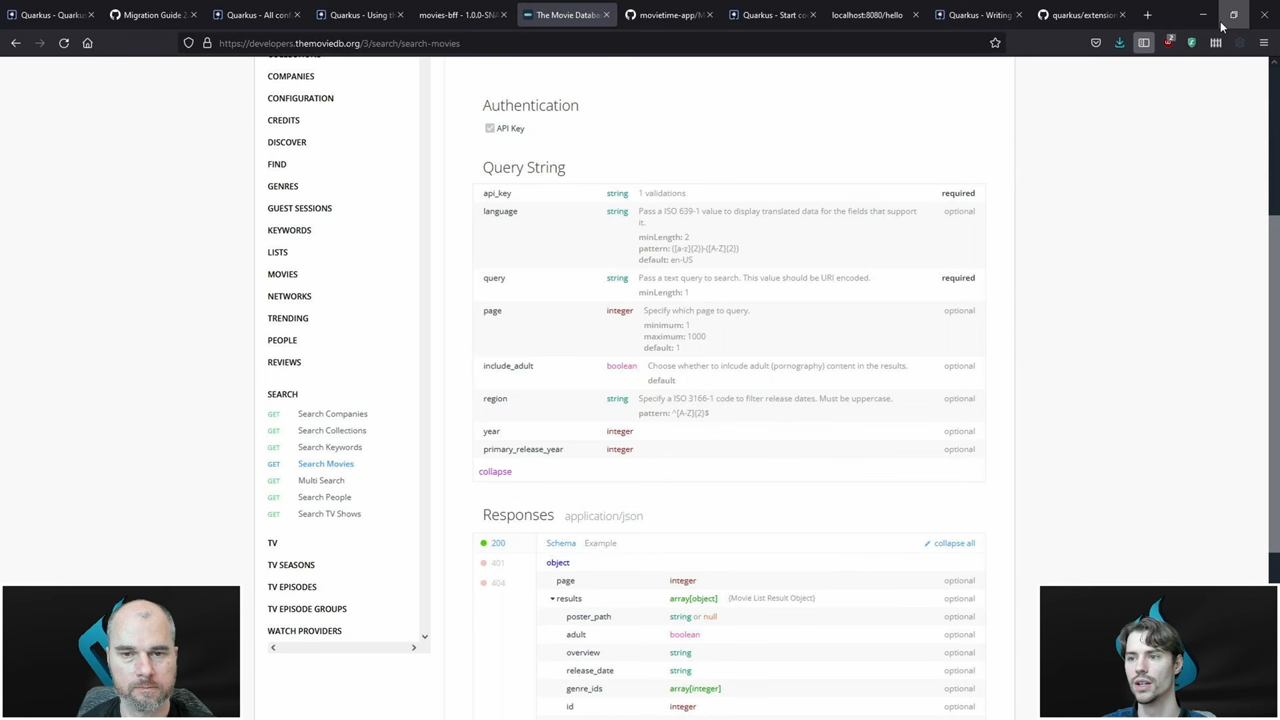 Quarkus - Quarkus
Migration Guide 2
Quarkus - All conf
Quarkus - Using th
movies-bff - 1.0.0-SNA
The Movie Databas
movietime-app/M
Quarkus - Start co
localhost:8080/hello
Quarkus - Writing
quarkus/extension
https://developers.themoviedb.org/3/search/search-movies
2
COMPANIES
CONFIGURATION
CREDITS
DISCOVER
FIND
GENRES
GUEST SESSIONS
KEYWORDS
LISTS
MOVIES
NETWORKS
TRENDING
PEOPLE
REVIEWS
SEARCH
GET Search Companies
GET Search Collections
GET Search Keywords
GET Search Movies
GET Multi Search
GET Search People
GET Search TV Shows
TV
TV SEASONS
TV EPISODES
TV EPISODE GROUPS
WATCH PROVIDERS
Authentication
API Key
Query String
api_key string 1 validations required
language string Pass a ISO 639-1 value to display translated data for the fields that support optional
it.
minLength: 2
pattern: ([a-z]{2})-([A-Z]{2})
default: en-US
query string Pass a text query to search. This value should be URI encoded. required
minLength: 1
page integer Specify which page to query. optional
minimum: 1
maximum: 1000
default: 1
include_adult boolean Choose whether to inlcude adult (pornography) content in the results. optional
default
region string Specify a ISO 3166-1 code to filter release dates. Must be uppercase. optional
pattern: ^[A-Z]{2}$
year integer optional
primary_release_year integer optional
collapse
Responses application/json
200 Schema Example collapse all
401 object
page integer optional
404
results array[object] {Movie List Result Object} optional
poster_path string or null optional
adult boolean optional
overview string optional
release_date string optional
genre_ids array[integer] optional
id integer optional